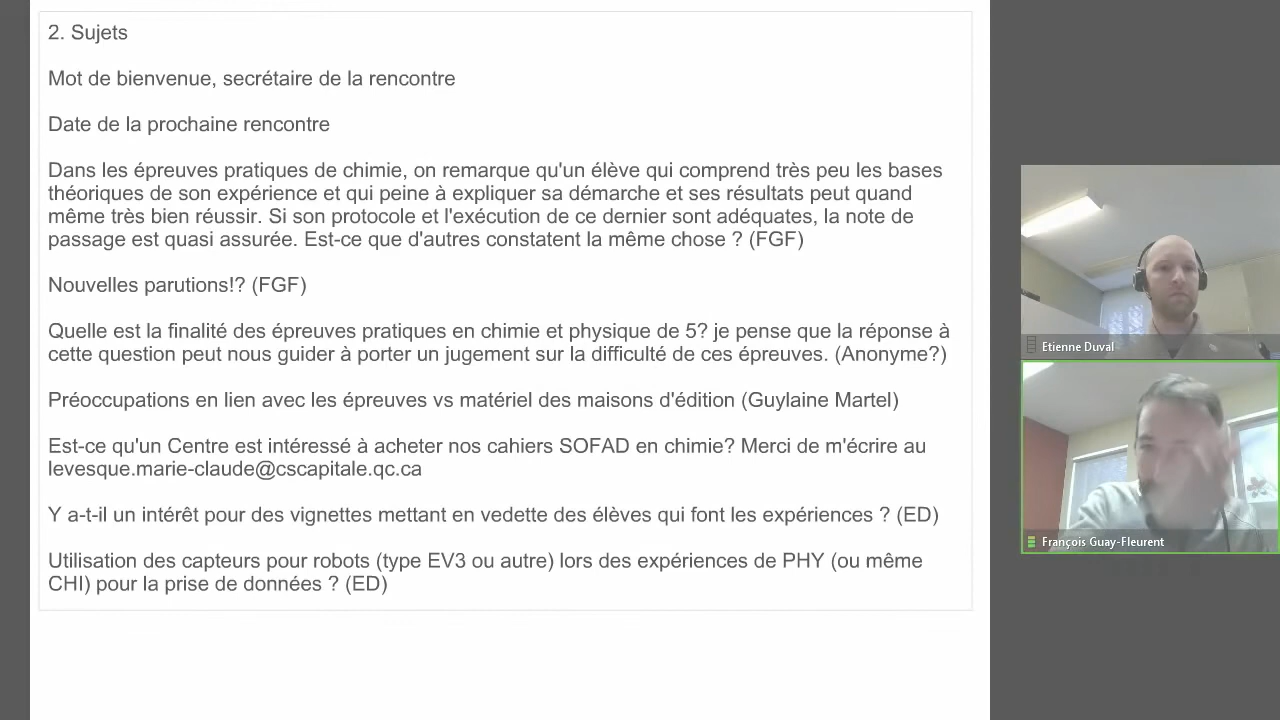 2. Sujets
Mot de bienvenue, secrétaire de la rencontre
Date de la prochaine rencontre
Dans les épreuves pratiques de chimie, on remarque qu'un élève qui comprend très peu les bases
théoriques de son expérience et qui peine à expliquer sa démarche et ses résultats peut quand
même très bien réussir. Si son protocole et l'exécution de ce dernier sont adéquates, la note de
passage est quasi assurée. Est-ce que d'autres constatent la même chose ? (FGF)
Nouvelles parutions!? (FGF)
Quelle est la finalité des épreuves pratiques en chimie et physique de 5? je pense que la réponse à
cette question peut nous guider à porter un jugement sur la difficulté de ces épreuves. (Anonyme?)
Préoccupations en lien avec les épreuves vs matériel des maisons d'édition (Guylaine Martel)
Est-ce qu'un Centre est intéressé à acheter nos cahiers SOFAD en chimie? Merci de m'écrire au
levesque.marie-claude@cscapitale.qc.ca
Y a-t-il un intérêt pour des vignettes mettant en vedette des élèves qui font les expériences ? (ED)
Utilisation des capteurs pour robots (type EV3 ou autre) lors des expériences de PHY (ou même
CHI) pour la prise de données ? (ED)
Etienne Duval
François Guay-Fleurent